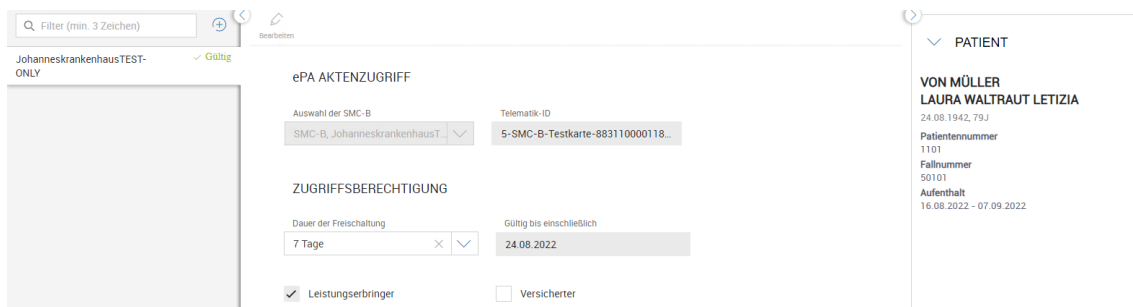 Filter (min. 3 Zeichen)
JohanneskrankenhausTEST-
ONLY
Gültig
Bearbeiten
ePA AKTENZUGRIFF
Auswahl der SMC-B
Telematik-ID
SMC-B, JohanneskrankenhausT...
5-SMC-B-Testkarte-883110000118...
ZUGRIFFSBERECHTIGUNG
Dauer der Freischaltung
Gültig bis einschließlich
7 Tage
24.08.2022
Leistungserbringer
Versicherter
PATIENT
VON MÜLLER
LAURA WALTRAUT LETIZIA
24.08.1942, 79J
Patientennummer
1101
Fallnummer
50101
Aufenthalt
16.08.2022 - 07.09.2022